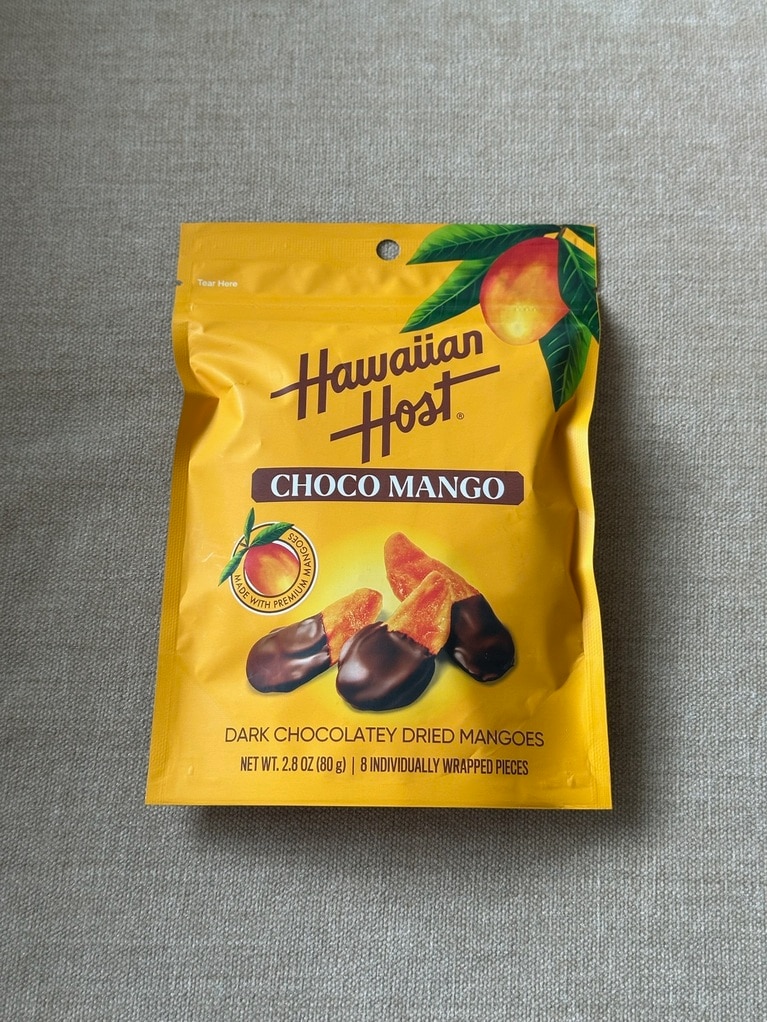 Tear Here
Hawaiian
Host®
CHOCO MANGO
MADE WITH PREMIUM MANGOES
DARK CHOCOLATEY DRIED MANGOES
NET WT. 2.8 OZ (80 g) | 8 INDIVIDUALLY WRAPPED PIECES